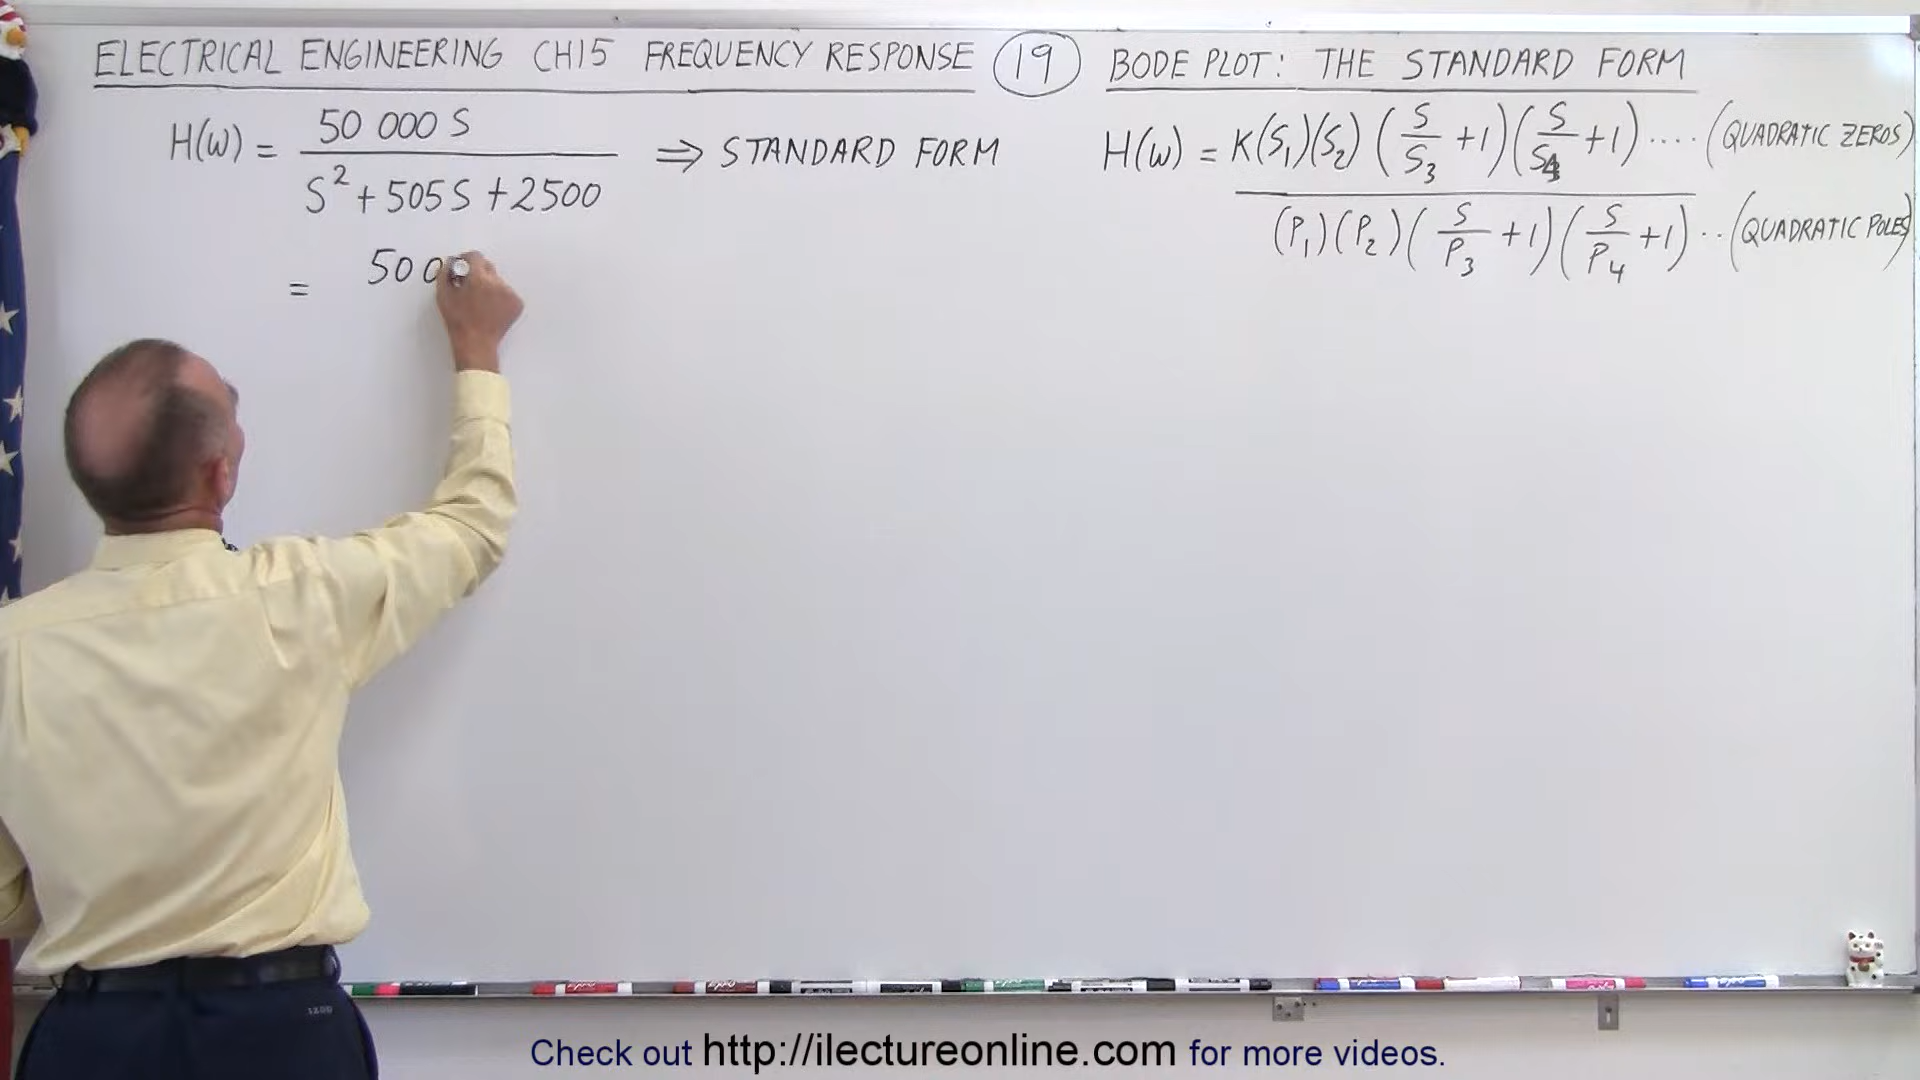 ELECTRICAL ENGINEERING CH15 FREQUENCY RESPONSE 19 BODE PLOT: THE STANDARD FORM
H(ω) = 50 000 S / S² + 505 S + 2500 ⇒ STANDARD FORM
= 500
H(ω) = K(S₁)(S₂)(S/S₃ + 1)(S/S₄ + 1) .... (QUADRATIC ZEROS) / (P₁)(P₂)(S/P₃ + 1)(S/P₄ + 1) .. (QUADRATIC POLES)
Check out http://ilectureonline.com for more videos.